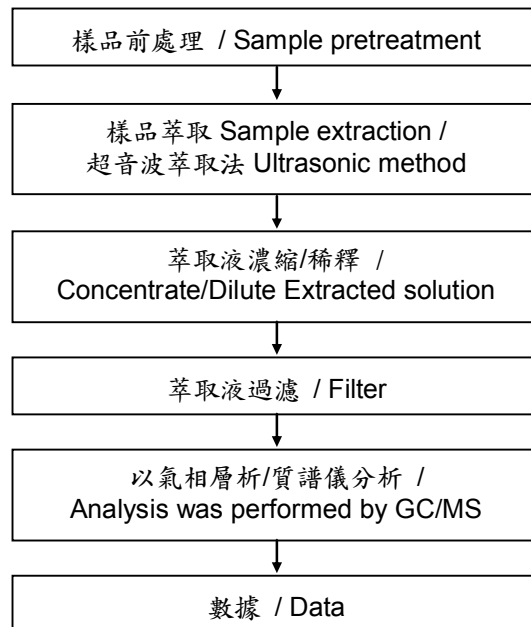 樣品前處理 / Sample pretreatment
樣品萃取 Sample extraction /
超音波萃取法 Ultrasonic method
萃取液濃縮/稀釋 /
Concentrate/Dilute Extracted solution
萃取液過濾 / Filter
以氣相層析/質譜儀分析 /
Analysis was performed by GC/MS
數據 / Data